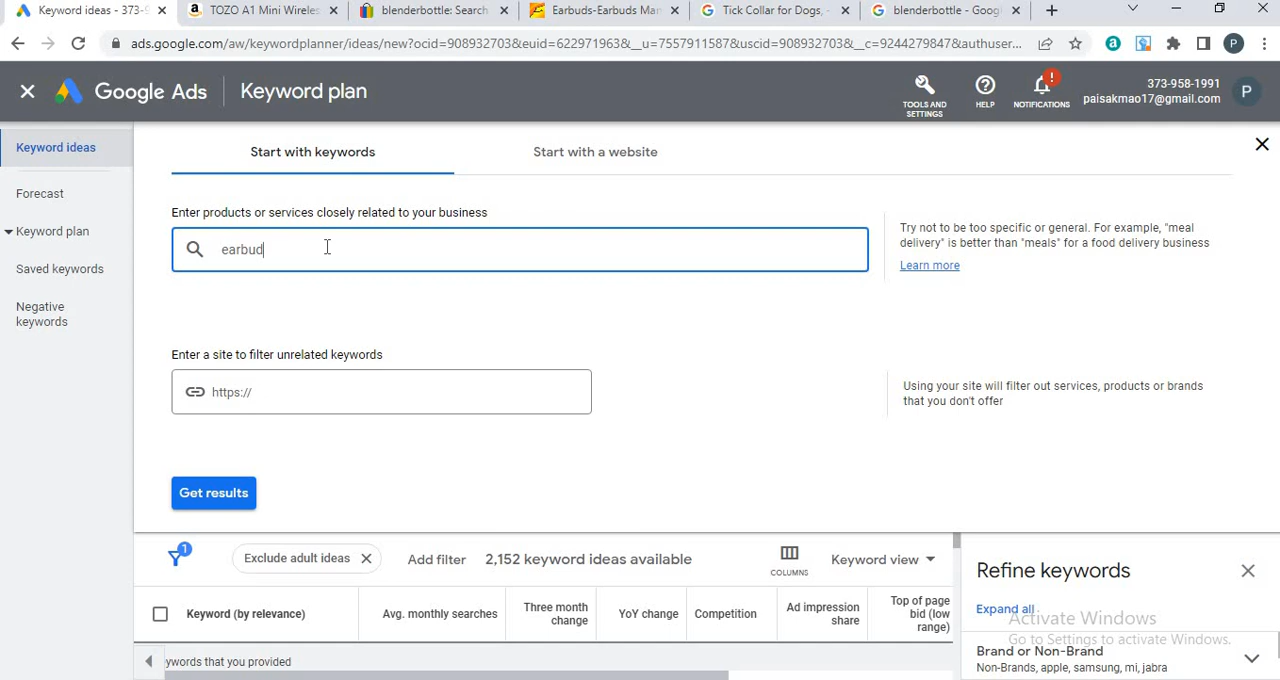 Keyword ideas - 373-9
TOZO A1 Mini Wireles
blenderbottle: Search
Earbuds-Earbuds Man
Tick Collar for Dogs, -
blenderbottle - Goog
ads.google.com/aw/keywordplanner/ideas/new?ocid=908932703&euid=622971963&__u=7557911587&uscid=908932703&__c=9244279847&authuser...
P
Google Ads
Keyword plan
TOOLS AND
SETTINGS
HELP
NOTIFICATIONS
373-958-1991
paisakmao17@gmail.com
P
Keyword ideas
Forecast
Keyword plan
Saved keywords
Negative
keywords
Start with keywords
Start with a website
Enter products or services closely related to your business
earbud
Try not to be too specific or general. For example, "meal
delivery" is better than "meals" for a food delivery business
Learn more
Enter a site to filter unrelated keywords
https://
Using your site will filter out services, products or brands
that you don't offer
Get results
1
Exclude adult ideas
Add filter
2,152 keyword ideas available
COLUMNS
Keyword view
Keyword (by relevance)
Avg. monthly searches
Three month
change
YoY change
Competition
Ad impression
share
Top of page
bid (low
range)
ywords that you provided
Refine keywords
Expand all
Activate Windows
Go to Settings to activate Windows.
Brand or Non-Brand
Non-Brands, apple, samsung, mi, jabra